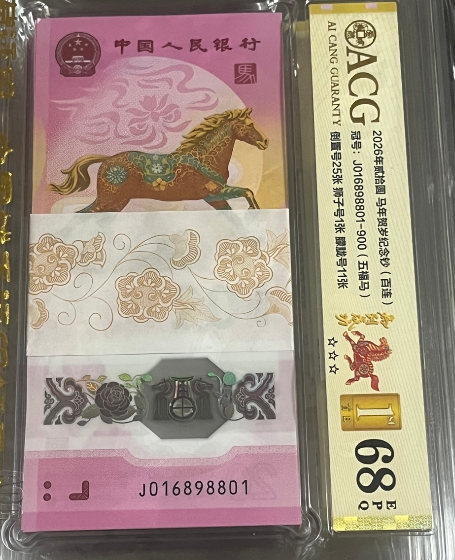 中国人民银行
馬
J016898801
ACG
AI CANG GUARANTY
2026年贰拾圆 马年贺岁纪念钞（百连）
冠号：J016898801-900（五福马）
倒置号25张 狮子号1张 朦胧号11张
☆☆☆
68
EPQ